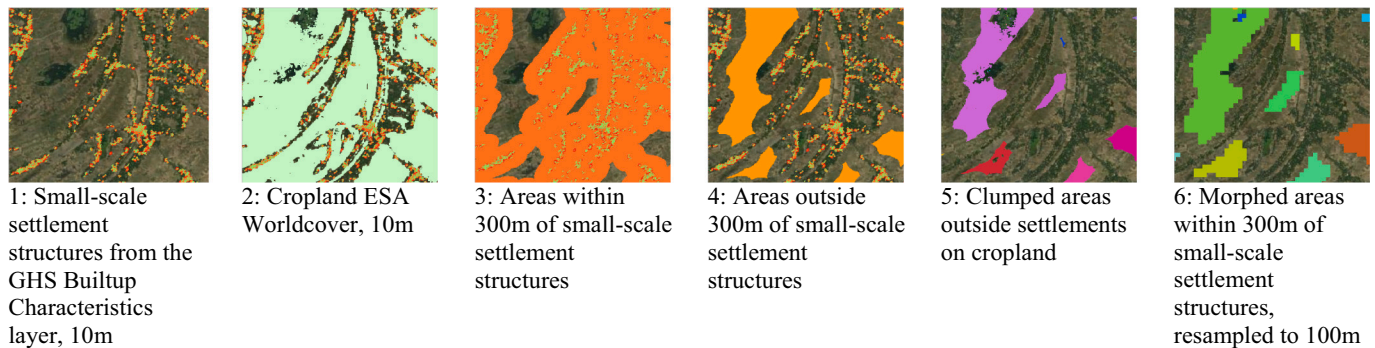 1: Small-scale
settlement
structures from the
GHS Builtup
Characteristics
layer, 10m
2: Cropland ESA
Worldcover, 10m
3: Areas within
300m of small-scale
settlement
structures
4: Areas outside
300m of small-scale
settlement
structures
5: Clumped areas
outside settlements
on cropland
6: Morphed areas
within 300m of
small-scale
settlement
structures,
resampled to 100m